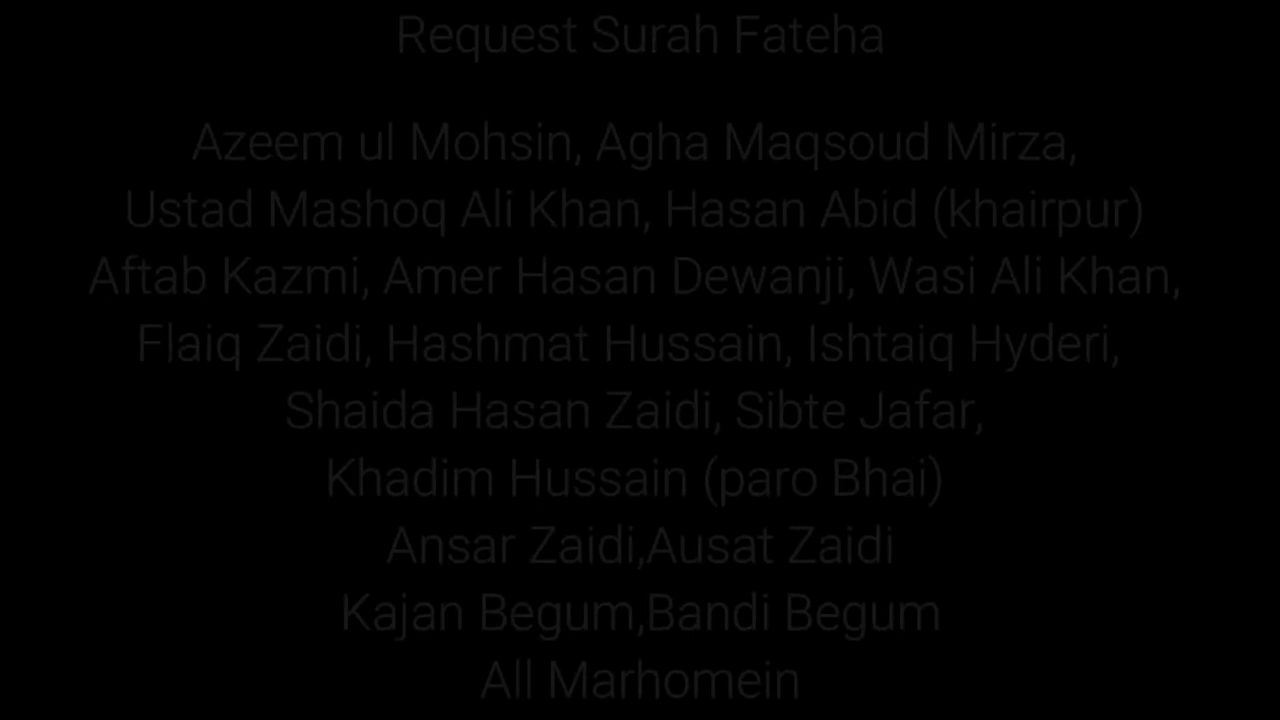 Request Surah Fateha
Azeem ul Mohsin, Agha Maqsoud Mirza,
Ustad Mashoq Ali Khan, Hasan Abid (khairpur)
Aftab Kazmi, Amer Hasan Dewanji, Wasi Ali Khan,
Flaiq Zaidi, Hashmat Hussain, Ishtaiq Hyderi,
Shaida Hasan Zaidi, Sibte Jafar,
Khadim Hussain (paro Bhai)
Ansar Zaidi,Ausat Zaidi
Kajan Begum,Bandi Begum
All Marhomein